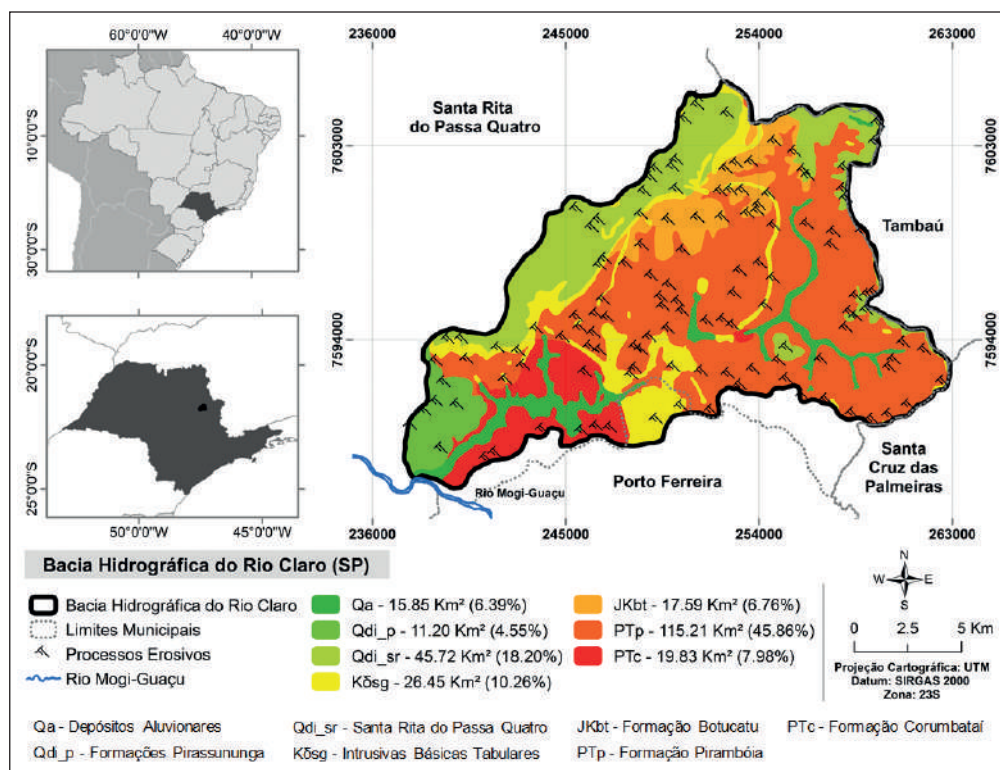 60°0'0"W 40°0'0"W
10°0'0"S
30°0'0"S
20°0'0"S
25°0'0"S
50°0'0"W 45°0'0"W
236000 245000 254000 263000
7603000 7603000
7594000 7594000
Santa Rita
do Passa Quatro
Tambaú
Santa
Cruz das
Palmeiras
Porto Ferreira
Rio Mogi-Guaçu
236000 245000 254000 263000
Bacia Hidrográfica do Rio Claro (SP)
Bacia Hidrográfica do Rio Claro
Limites Municipais
Processos Erosivos
Rio Mogi-Guaçu
Qa - 15.85 Km² (6.39%)
Qdi_p - 11.20 Km² (4.55%)
Qdi_sr - 45.72 Km² (18.20%)
Kδsg - 26.45 Km² (10.26%)
JKbt - 17.59 Km² (6.76%)
PTp - 115.21 Km² (45.86%)
PTc - 19.83 Km² (7.98%)
N
W E
S
0 2.5 5 Km
Projeção Cartográfica: UTM
Datum: SIRGAS 2000
Zona: 23S
Qa - Depósitos Aluvionares
Qdi_sr - Santa Rita do Passa Quatro
JKbt - Formação Botucatu
PTc - Formação Corumbataí
Qdi_p - Formações Pirassununga
Kδsg - Intrusivas Básicas Tabulares
PTp - Formação Pirambóia